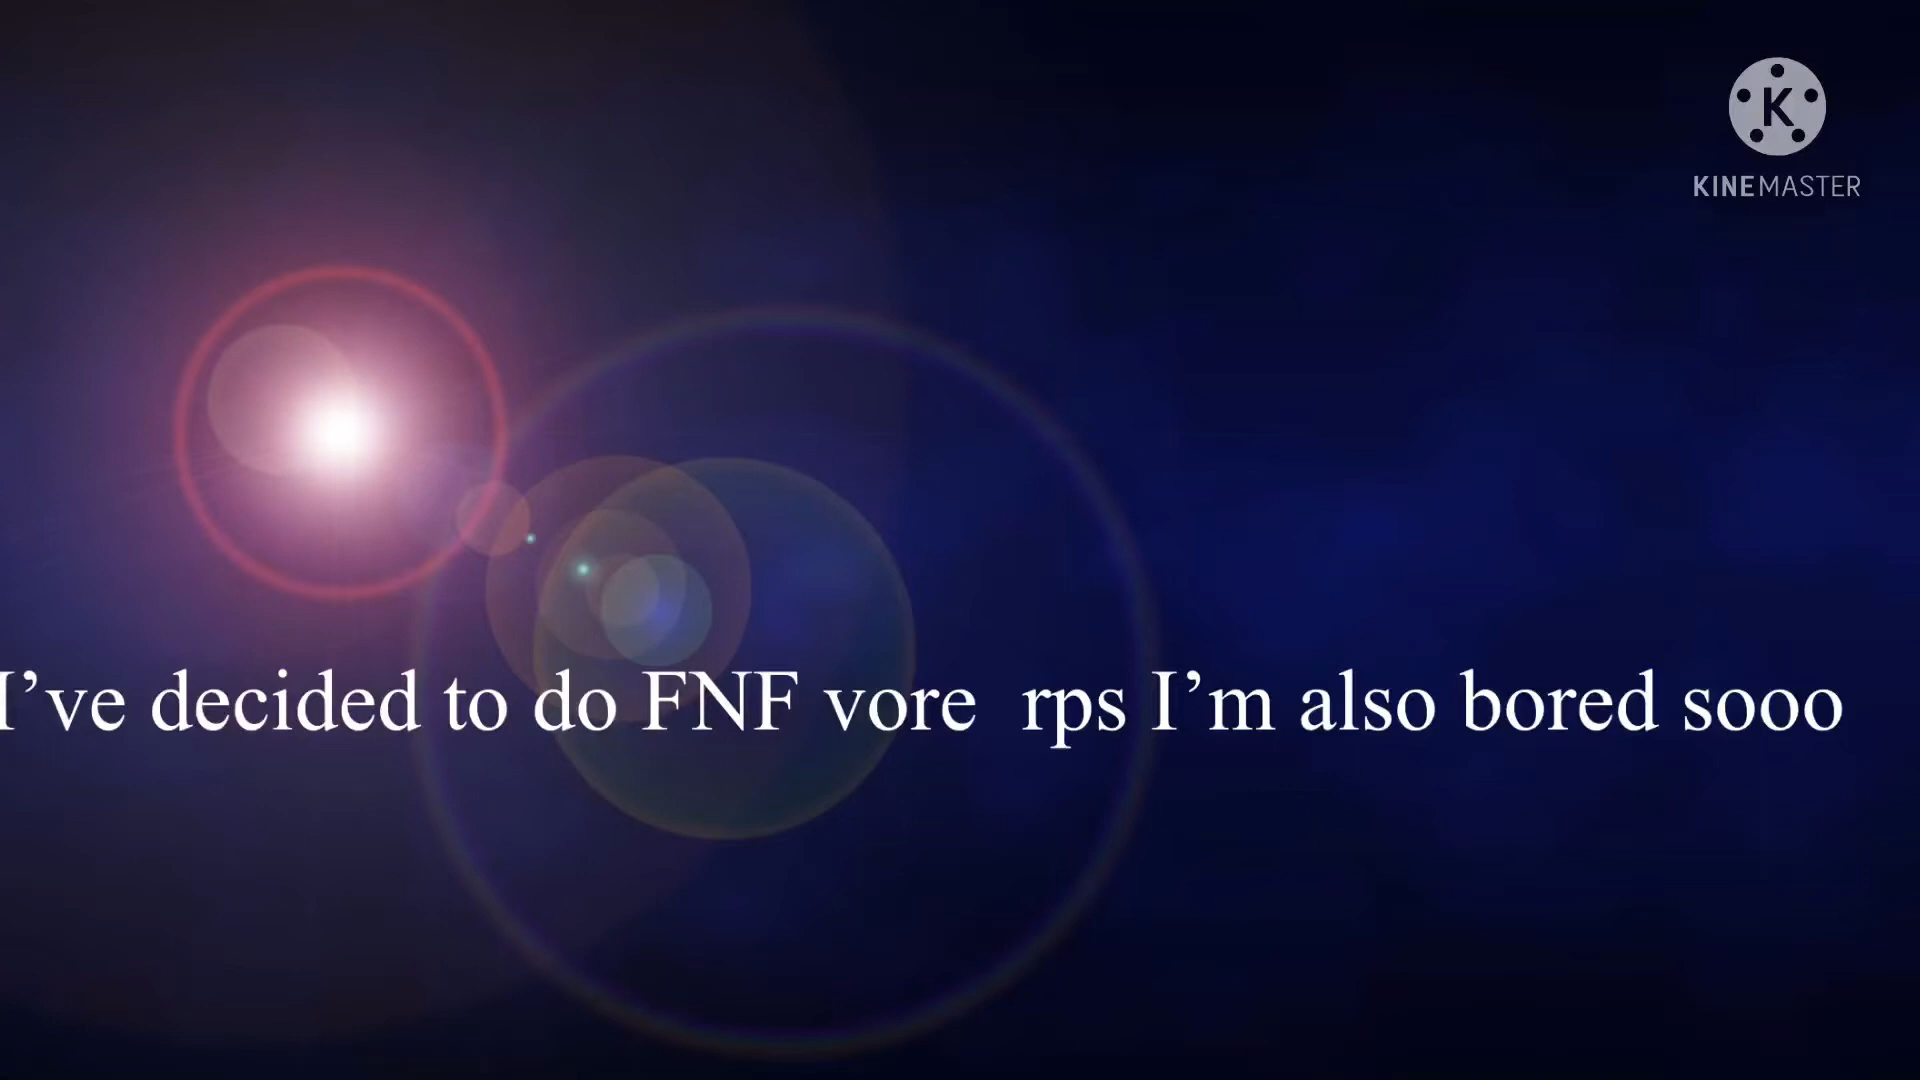 K
KINEMASTER
I’ve decided to do FNF vore  rps I’m also bored sooo